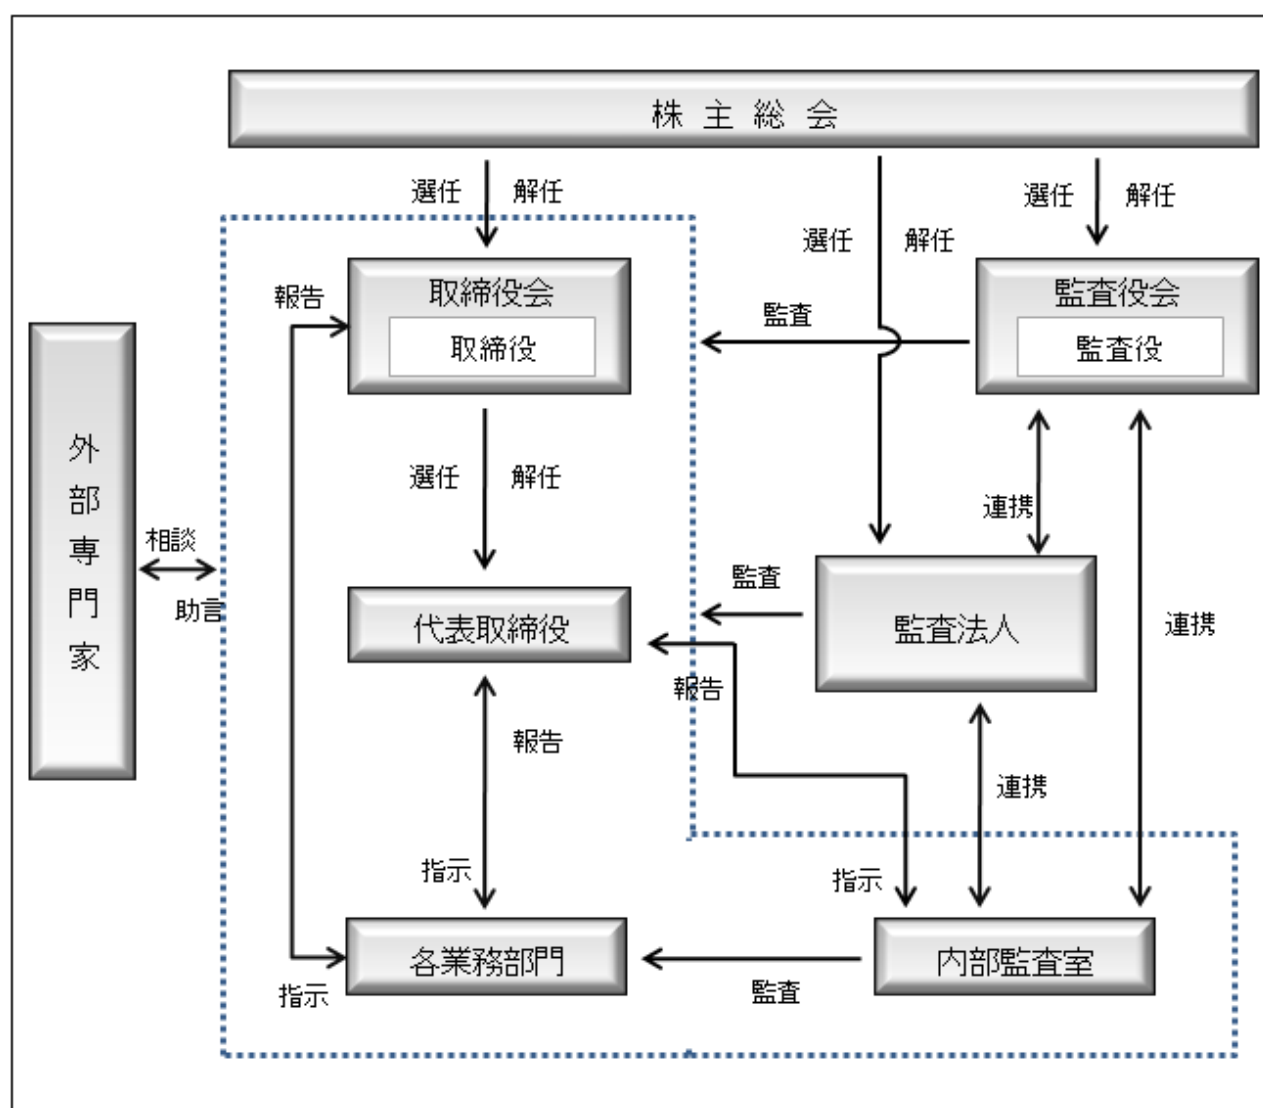 株主総会
選任 解任
選任 解任
選任 解任
取締役会
取締役
監査役会
監査役
報告
監査
外部専門家
相談
助言
選任 解任
連携
監査
代表取締役
監査法人
連携
報告
報告
連携
指示
指示
各業務部門
内部監査室
指示
監査